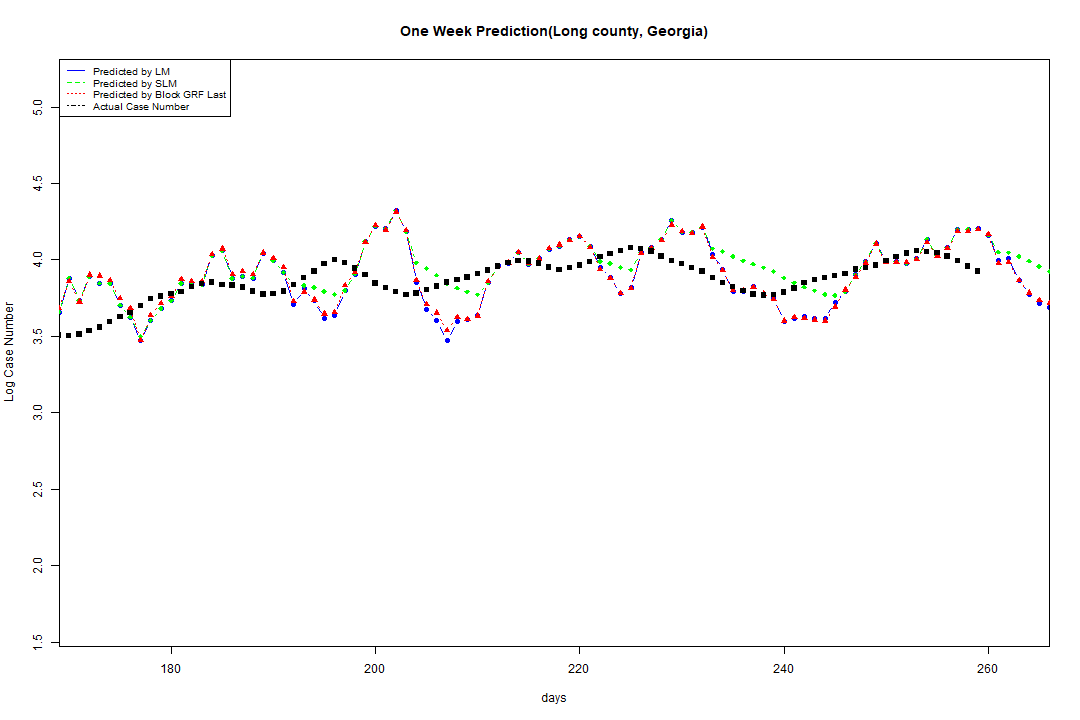 One Week Prediction(Long county, Georgia)
Predicted by LM
Predicted by SLM
Predicted by Block GRF Last
Actual Case Number
5.0
4.5
4.0
3.5
3.0
2.5
2.0
1.5
Log Case Number
180 200 220 240 260
days